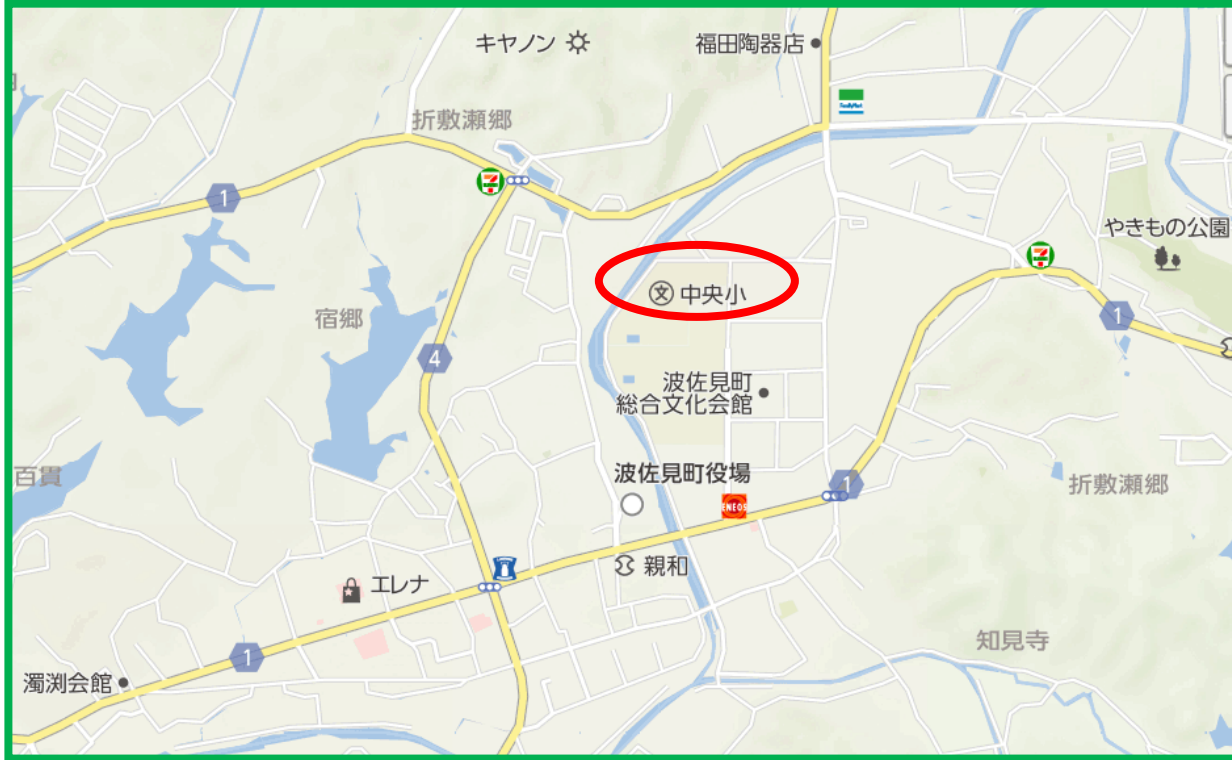 キヤノン
福田陶器店
FamilyMart
折敷瀬郷
7
1
やきもの公園
7
中央小
宿郷
1
4
波佐見町
総合文化会館
百貫
波佐見町役場
1
折敷瀬郷
ENEOS
親和
エレナ
知見寺
1
濁渕会館